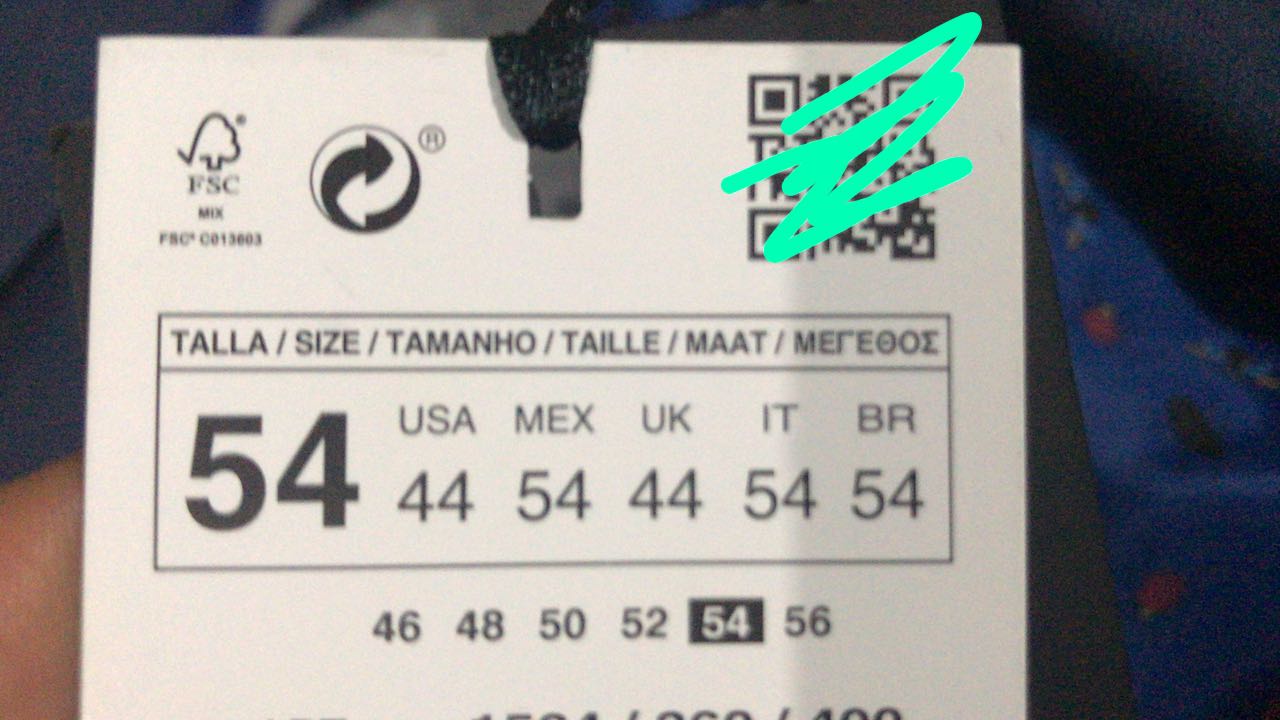 FSC®
MIX
FSC® C013603
®
TALLA / SIZE / TAMANHO / TAILLE / MAAT / ΜΕΓΕΘΟΣ
54 USA MEX UK IT BR
44 54 44 54 54
46 48 50 52 54 56